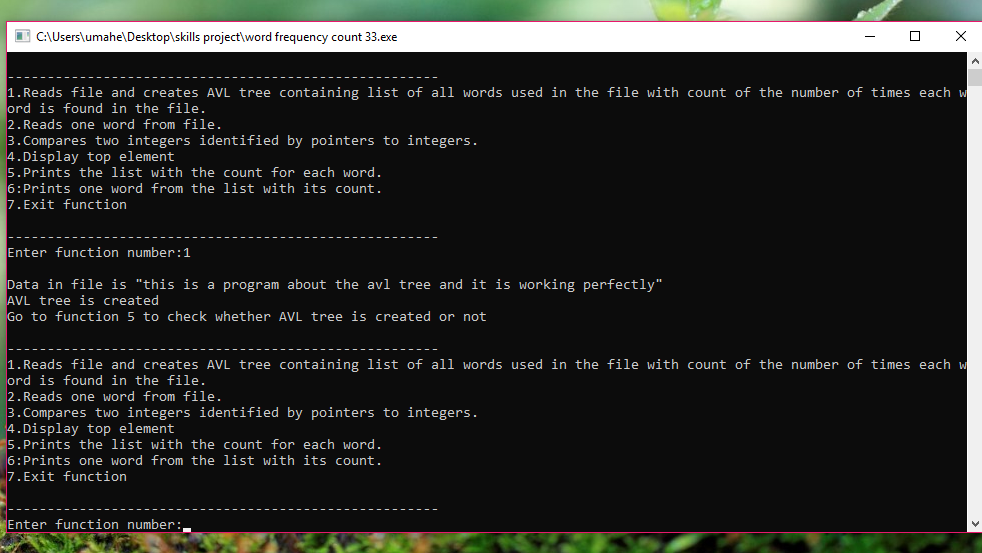 C:\Users\umahe\Desktop\skills project\word frequency count 33.exe
------------------------------------------------------
1.Reads file and creates AVL tree containing list of all words used in the file with count of the number of times each w
ord is found in the file.
2.Reads one word from file.
3.Compares two integers identified by pointers to integers.
4.Display top element
5.Prints the list with the count for each word.
6:Prints one word from the list with its count.
7.Exit function
------------------------------------------------------
Enter function number:1
Data in file is "this is a program about the avl tree and it is working perfectly"
AVL tree is created
Go to function 5 to check whether AVL tree is created or not
------------------------------------------------------
1.Reads file and creates AVL tree containing list of all words used in the file with count of the number of times each w
ord is found in the file.
2.Reads one word from file.
3.Compares two integers identified by pointers to integers.
4.Display top element
5.Prints the list with the count for each word.
6:Prints one word from the list with its count.
7.Exit function
------------------------------------------------------
Enter function number: